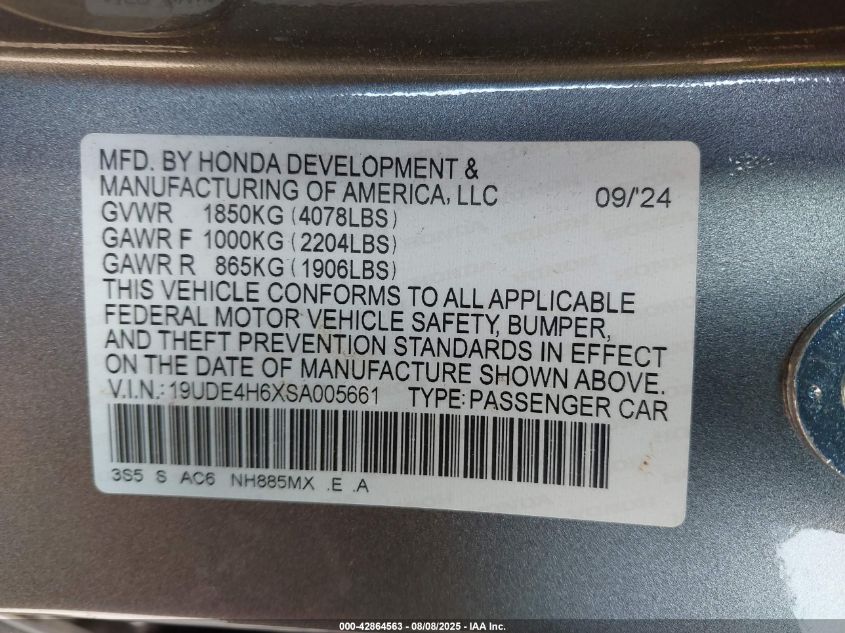 MFD. BY HONDA DEVELOPMENT &
MANUFACTURING OF AMERICA, LLC 09/'24
GVWR 1850KG (4078LBS)
GAWR F 1000KG (2204LBS)
GAWR R 865KG (1906LBS)
THIS VEHICLE CONFORMS TO ALL APPLICABLE
FEDERAL MOTOR VEHICLE SAFETY, BUMPER,
AND THEFT PREVENTION STANDARDS IN EFFECT
ON THE DATE OF MANUFACTURE SHOWN ABOVE.
V.I.N.: 19UDE4H6XSA005661 TYPE: PASSENGER CAR
3S5 S AC6 NH885MX .E .A
000-42864563 - 08/08/2025 - IAA Inc.